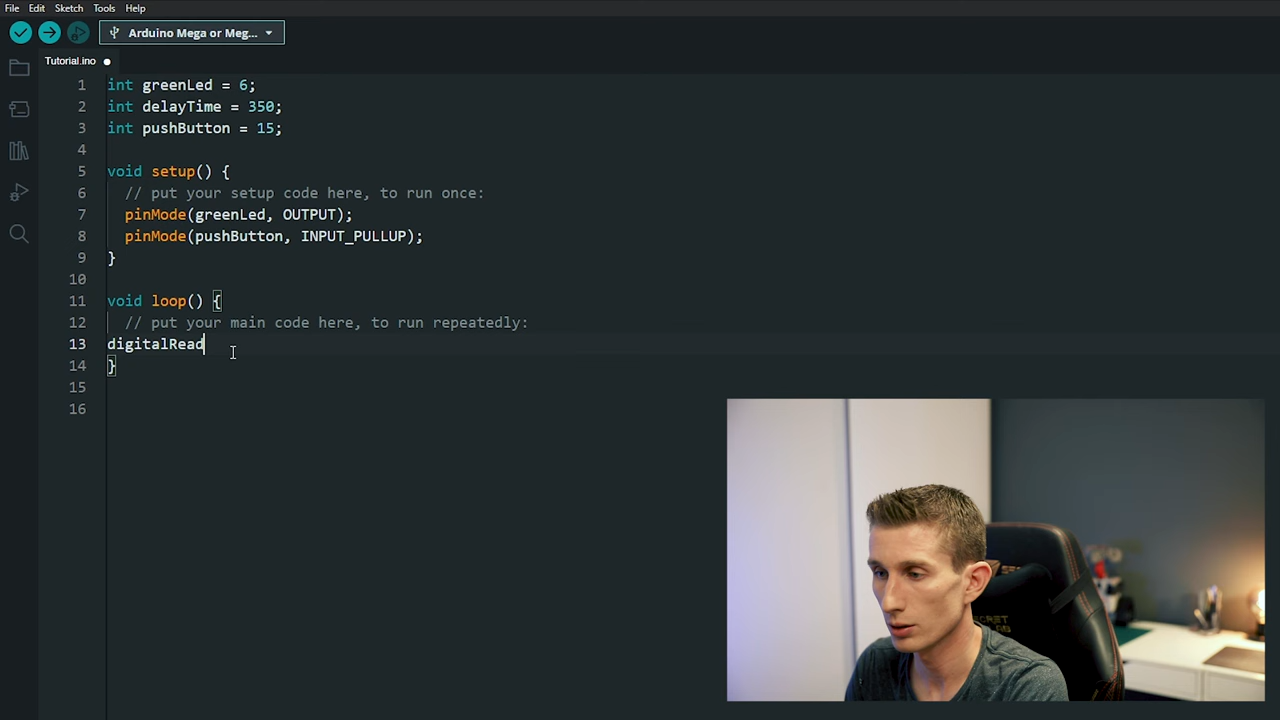 File Edit Sketch Tools Help
Arduino Mega or Meg...
Tutorial.ino
1 int greenLed = 6;
2 int delayTime = 350;
3 int pushButton = 15;
4
5 void setup() {
6 // put your setup code here, to run once:
7 pinMode(greenLed, OUTPUT);
8 pinMode(pushButton, INPUT_PULLUP);
9 }
10
11 void loop() {
12 // put your main code here, to run repeatedly:
13 digitalRead
14 }
15
16